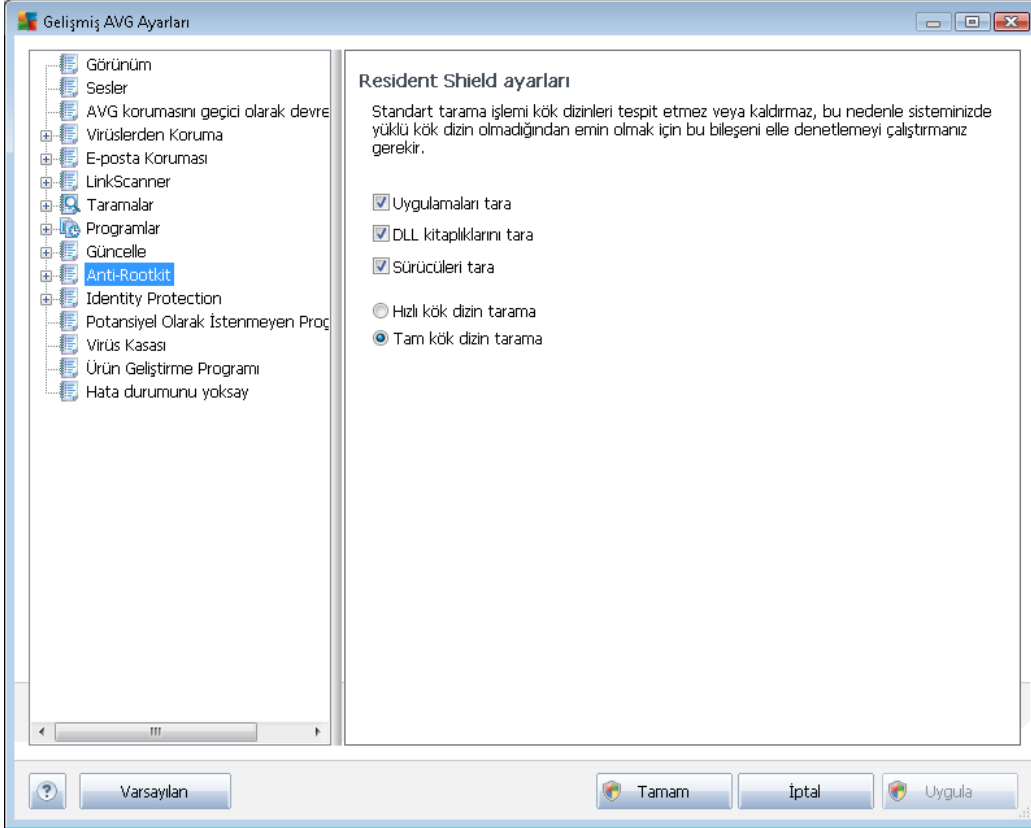 Gelişmiş AVG Ayarları
Görünüm
Sesler
AVG korumasını geçici olarak devre
Virüslerden Koruma
E-posta Koruması
LinkScanner
Taramalar
Programlar
Güncelle
Anti-Rootkit
Identity Protection
Potansiyel Olarak İstenmeyen Prog
Virüs Kasası
Ürün Geliştirme Programı
Hata durumunu yoksay
Resident Shield ayarları
Standart tarama işlemi kök dizinleri tespit etmez veya kaldırmaz, bu nedenle sisteminizde
yüklü kök dizin olmadığından emin olmak için bu bileşeni elle denetlemeyi çalıştırmanız
gerekir.
Uygulamaları tara
DLL kitaplıklarını tara
Sürücüleri tara
Hızlı kök dizin tarama
Tam kök dizin tarama
Varsayılan
Tamam
İptal
Uygula